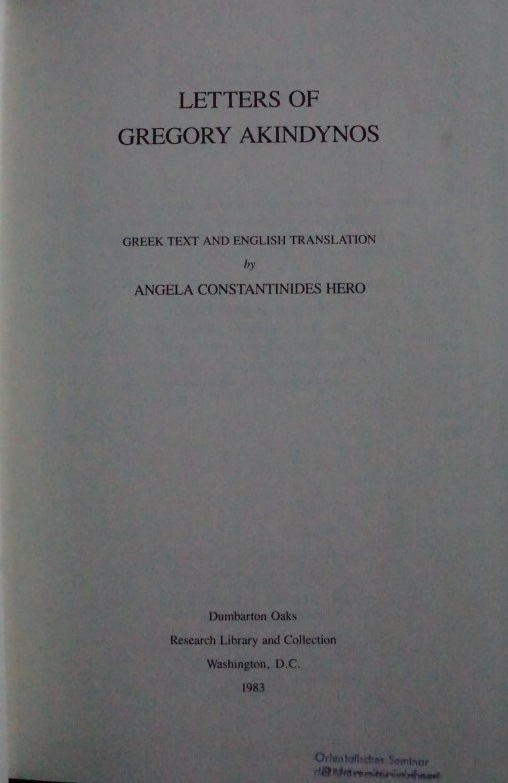 LETTERS OF
GREGORY AKINDYNOS
GREEK TEXT AND ENGLISH TRANSLATION
by
ANGELA CONSTANTINIDES HERO
Dumbarton Oaks
Research Library and Collection
Washington, D.C.
1983
Orientalisches Seminar